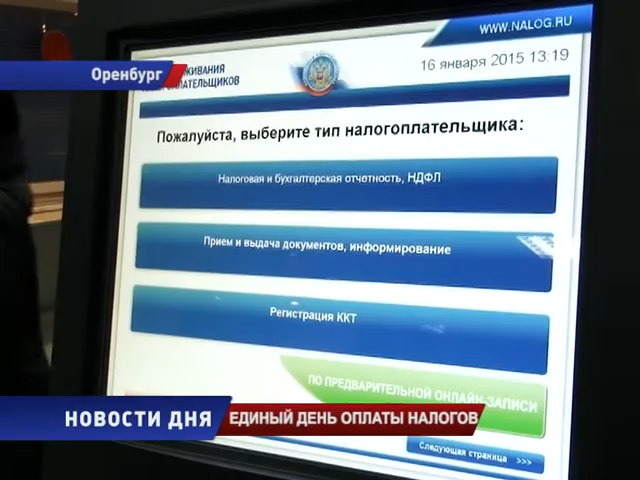 WWW.NALOG.RU
Оренбург
16 января 2015 13:19
Пожалуйста, выберите тип налогоплательщика:
Налоговая и бухгалтерская отчетность, НДФЛ
Прием и выдача документов, информирование
Регистрация ККТ
ПО ПРЕДВАРИТЕЛЬНОЙ ОНЛАЙН-ЗАПИСИ
НОВОСТИ ДНЯ
ЕДИНЫЙ ДЕНЬ ОПЛАТЫ НАЛОГОВ
Следующая страница >>>